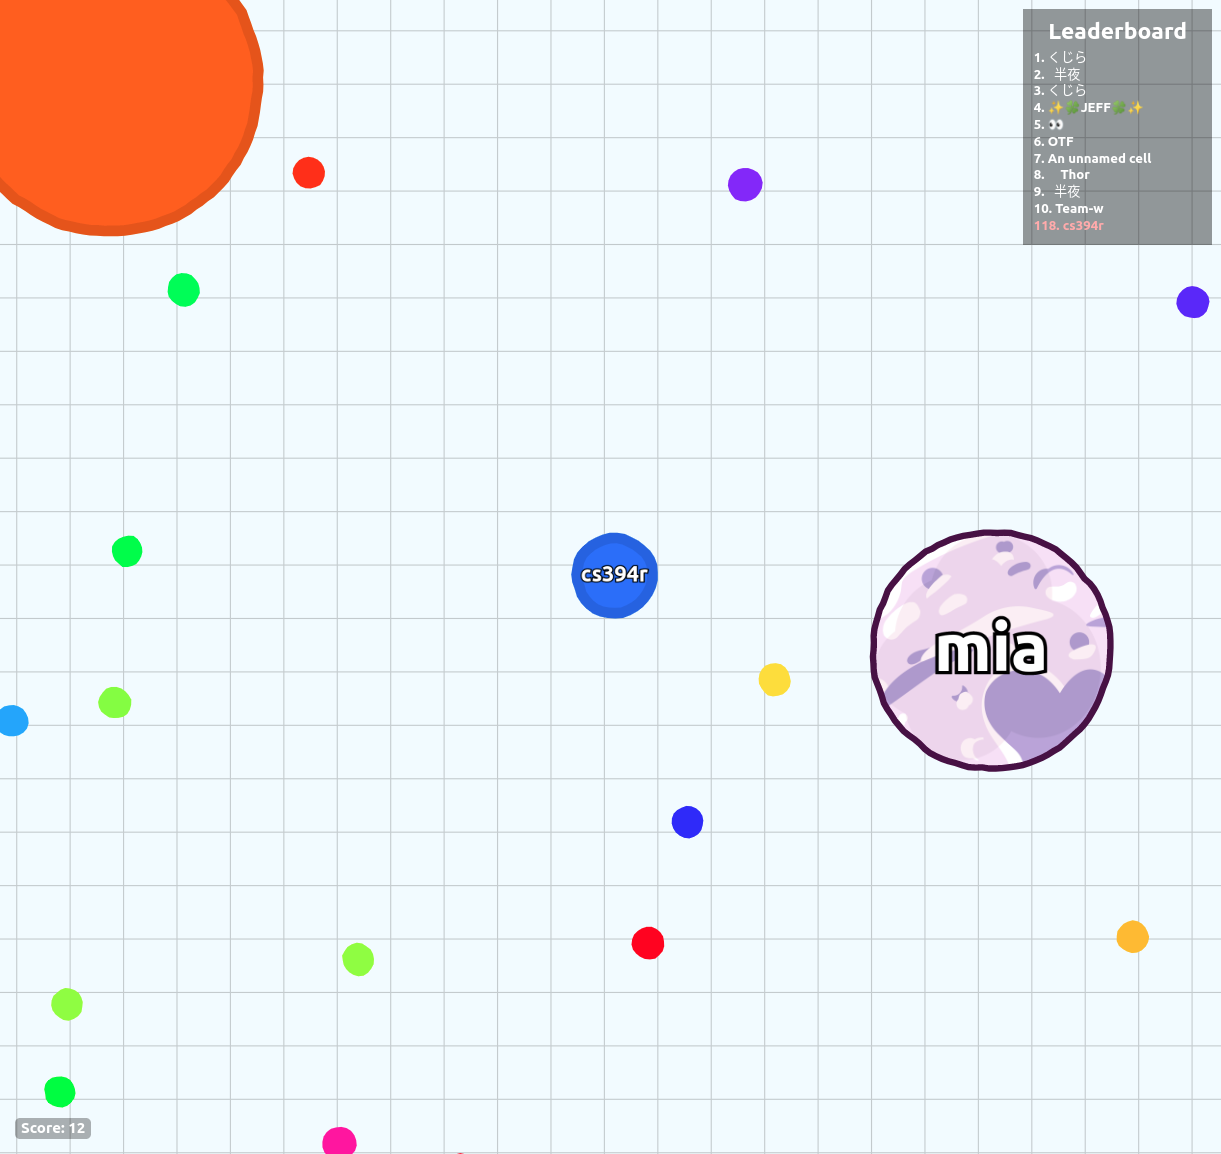 Leaderboard
1. くじら
2. 半夜
3. くじら
4. ✨🍀JEFF🍀✨
5. 👀
6. OTF
7. An unnamed cell
8. Thor
9. 半夜
10. Team-w
118. cs394r
cs394r
mia
Score: 12